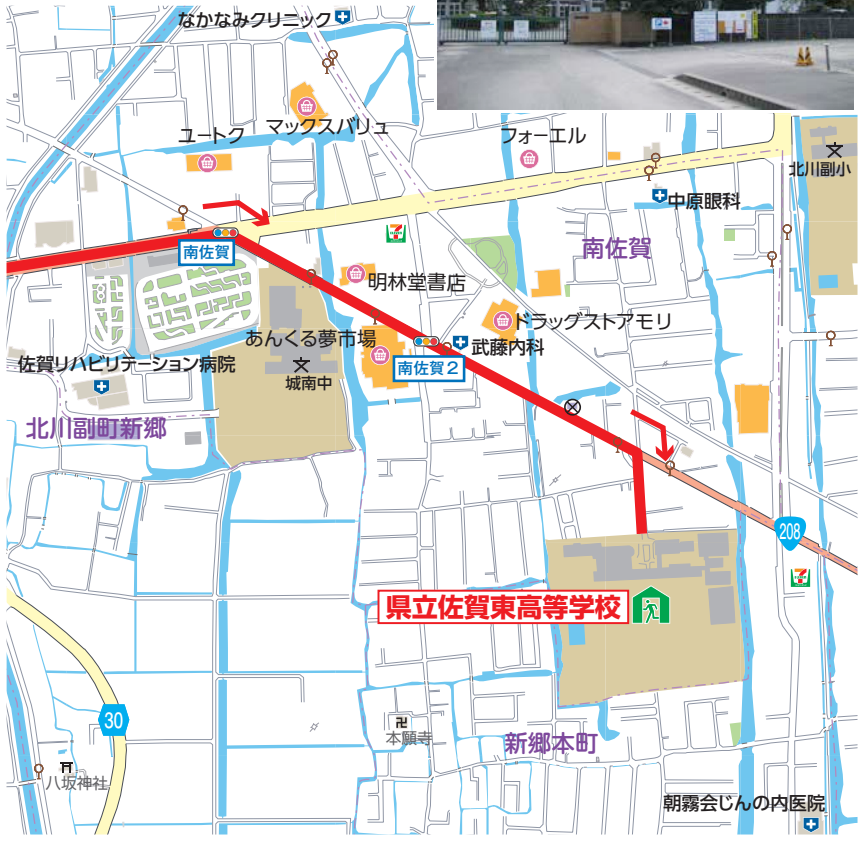 なかなみクリニック
マックスバリュ
ユートク
フォーエル
北川副小
中原眼科
南佐賀
南佐賀
明林堂書店
ドラッグストアモリ
あんくる夢市場
武藤内科
佐賀リハビリテーション病院
南佐賀2
城南中
北川副町新郷
208
県立佐賀東高等学校
30
本願寺
新郷本町
八坂神社
朝霧会じんの内医院